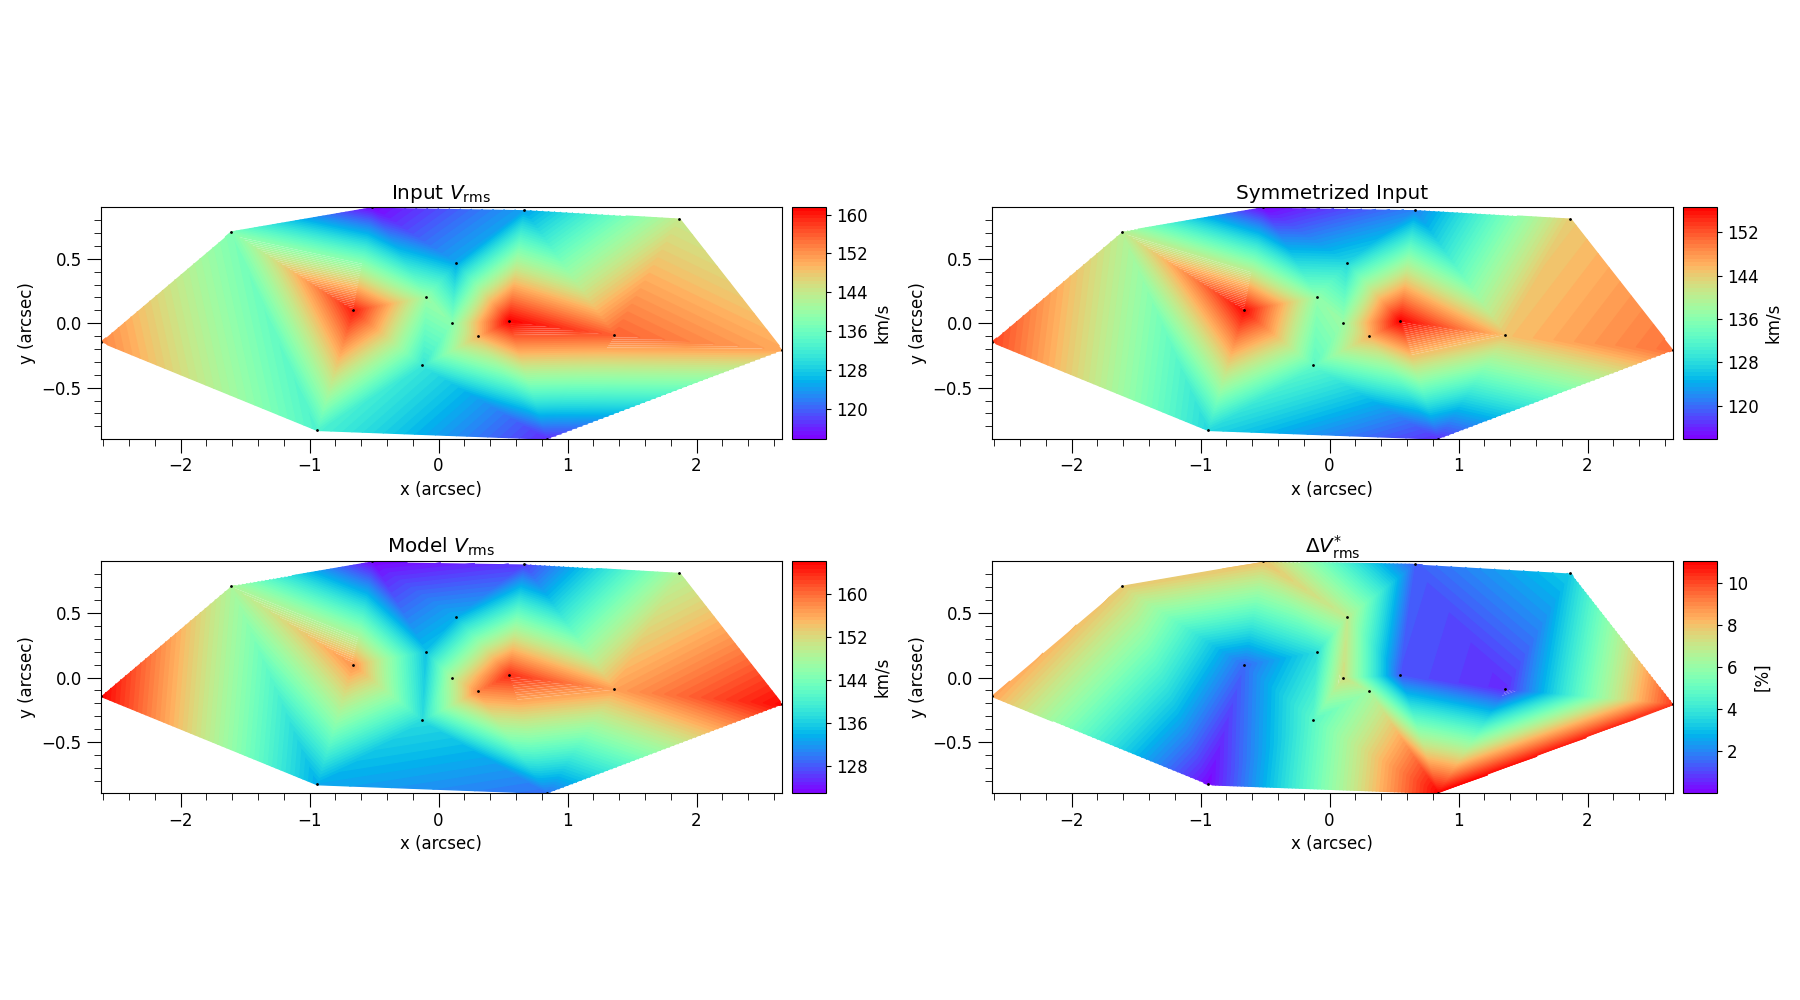 Input V_rms
Symmetrized Input
0.5
0.0
−0.5
y (arcsec)
−2 −1 0 1 2
x (arcsec)
160
152
144
136
128
120
km/s
0.5
0.0
−0.5
y (arcsec)
−2 −1 0 1 2
x (arcsec)
152
144
136
128
120
km/s
Model V_rms
ΔV*_rms
0.5
0.0
−0.5
y (arcsec)
−2 −1 0 1 2
x (arcsec)
160
152
144
136
128
km/s
0.5
0.0
−0.5
y (arcsec)
−2 −1 0 1 2
x (arcsec)
10
8
6
4
2
[%]